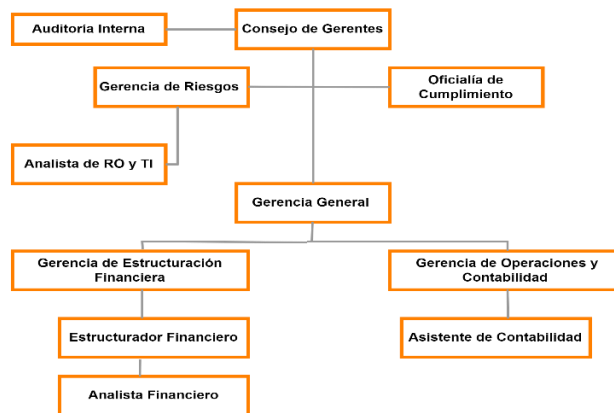 Auditoria Interna
Consejo de Gerentes
Gerencia de Riesgos
Oficialía de
Cumplimiento
Analista de RO y TI
Gerencia General
Gerencia de Estructuración
Financiera
Gerencia de Operaciones y
Contabilidad
Estructurador Financiero
Asistente de Contabilidad
Analista Financiero